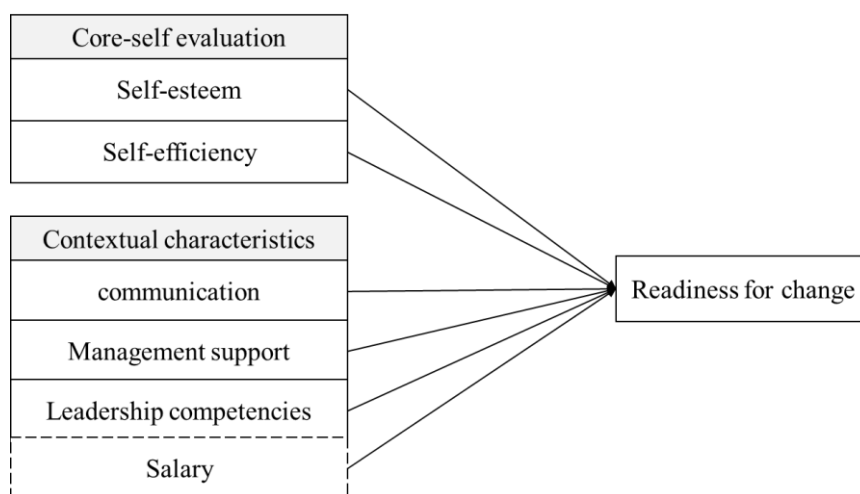 Core-self evaluation
Self-esteem
Self-efficiency
Contextual characteristics
communication
Management support
Leadership competencies
Salary
Readiness for change